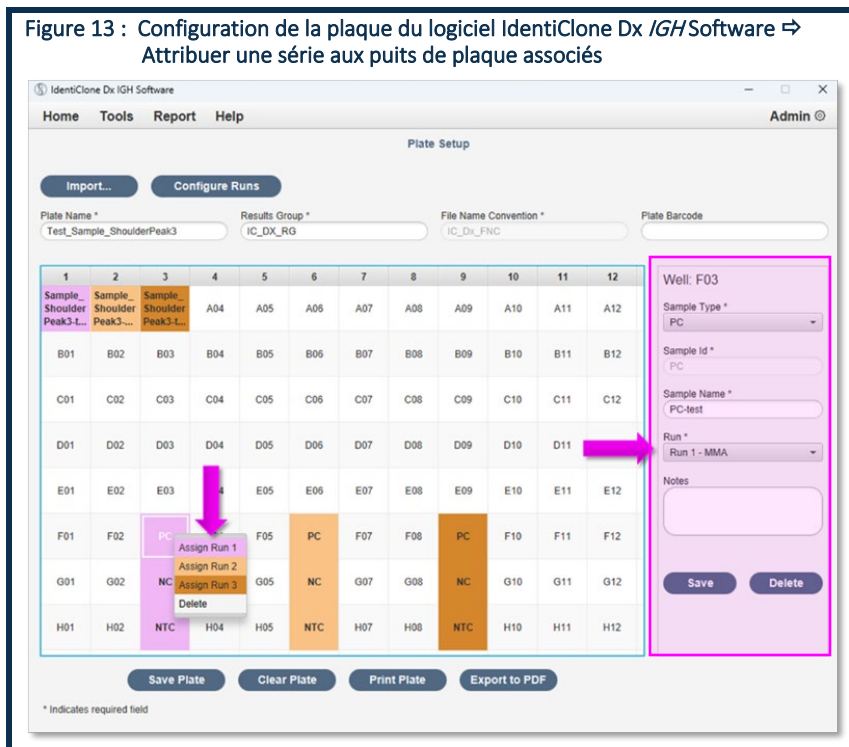 Figure 13 : Configuration de la plaque du logiciel IdentiClone Dx IGH Software ⇨
Attribuer une série aux puits de plaque associés
IdentiClone Dx IGH Software
Home Tools Report Help Admin
Plate Setup
Import... Configure Runs
Plate Name * Results Group * File Name Convention * Plate Barcode
Test_Sample_ShoulderPeak3 IC_DX_RG IC_Dx_FNC
1 2 3 4 5 6 7 8 9 10 11 12
Sample_ Sample_ Sample_
Shoulder Shoulder Shoulder A04 A05 A06 A07 A08 A09 A10 A11 A12
Peak3-t... Peak3-... Peak3-t...
B01 B02 B03 B04 B05 B06 B07 B08 B09 B10 B11 B12
C01 C02 C03 C04 C05 C06 C07 C08 C09 C10 C11 C12
D01 D02 D03 D04 D05 D06 D07 D08 D09 D10 D11
E01 E02 E03 E05 E06 E07 E08 E09 E10 E11 E12
F01 F02 PC F05 PC F07 F08 PC F10 F11 F12
G01 G02 NC G05 NC G07 G08 NC G10 G11 G12
H01 H02 NTC H04 H05 NTC H07 H08 NTC H10 H11 H12
Assign Run 1
Assign Run 2
Assign Run 3
Delete
Well: F03
Sample Type *
PC
Sample Id *
PC
Sample Name *
PC-test
Run *
Run 1 - MMA
Notes
Save Delete
Save Plate Clear Plate Print Plate Export to PDF
* Indicates required field